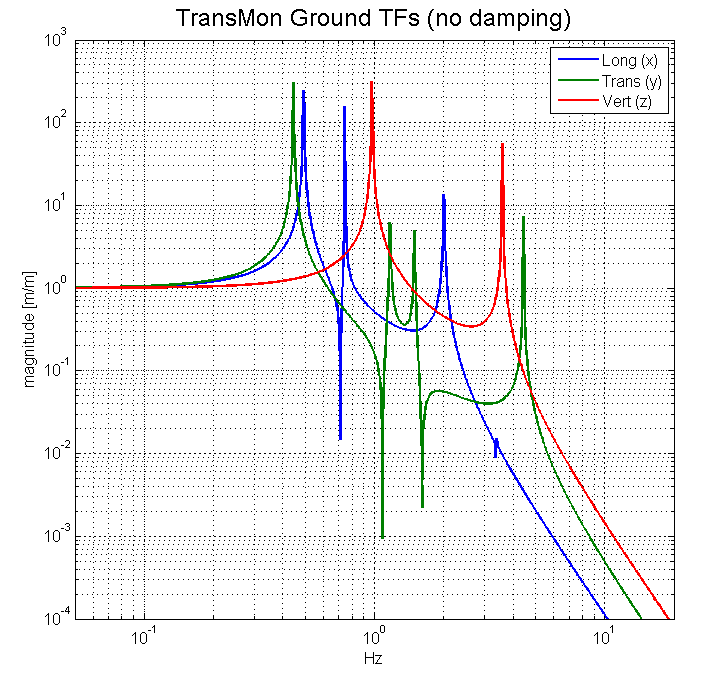 TransMon Ground TFs (no damping)
Long (x)
Trans (y)
Vert (z)
magnitude [m/m]
10^3
10^2
10^1
10^0
10^-1
10^-2
10^-3
10^-4
10^-1
10^0
10^1
Hz